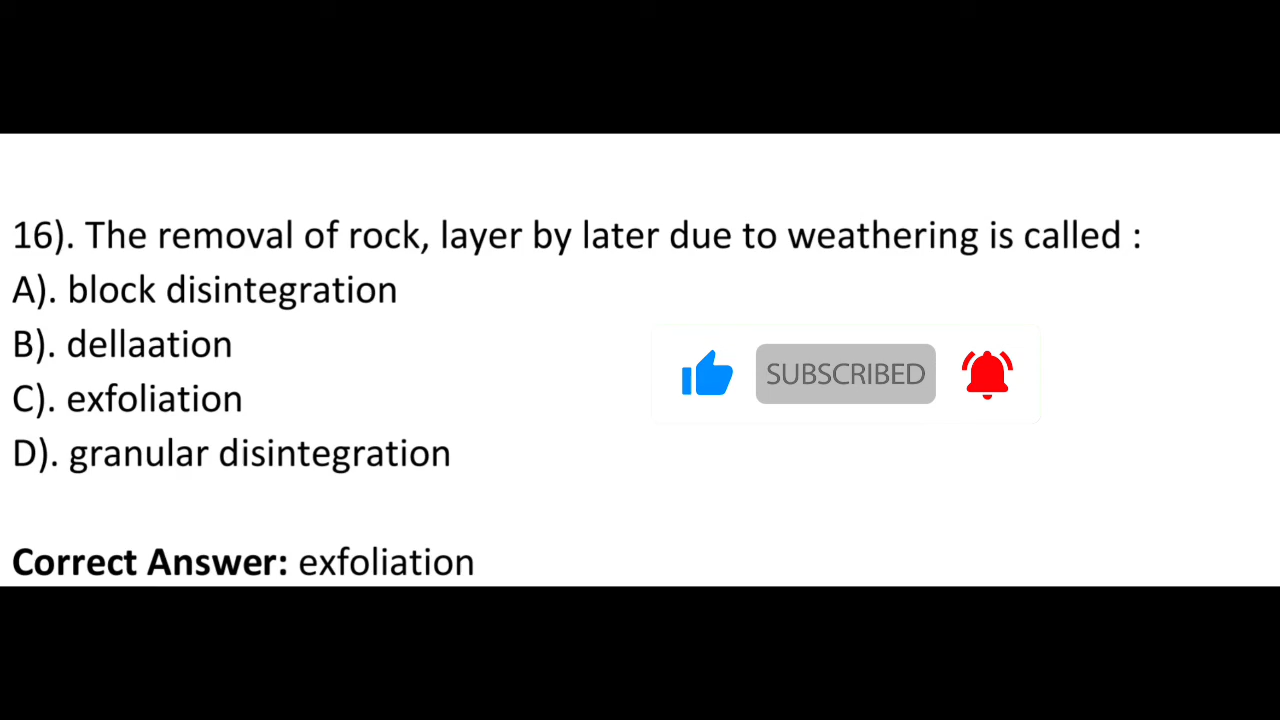 16). The removal of rock, layer by later due to weathering is called :
A). block disintegration
B). dellaation
C). exfoliation
D). granular disintegration
SUBSCRIBED
Correct Answer: exfoliation